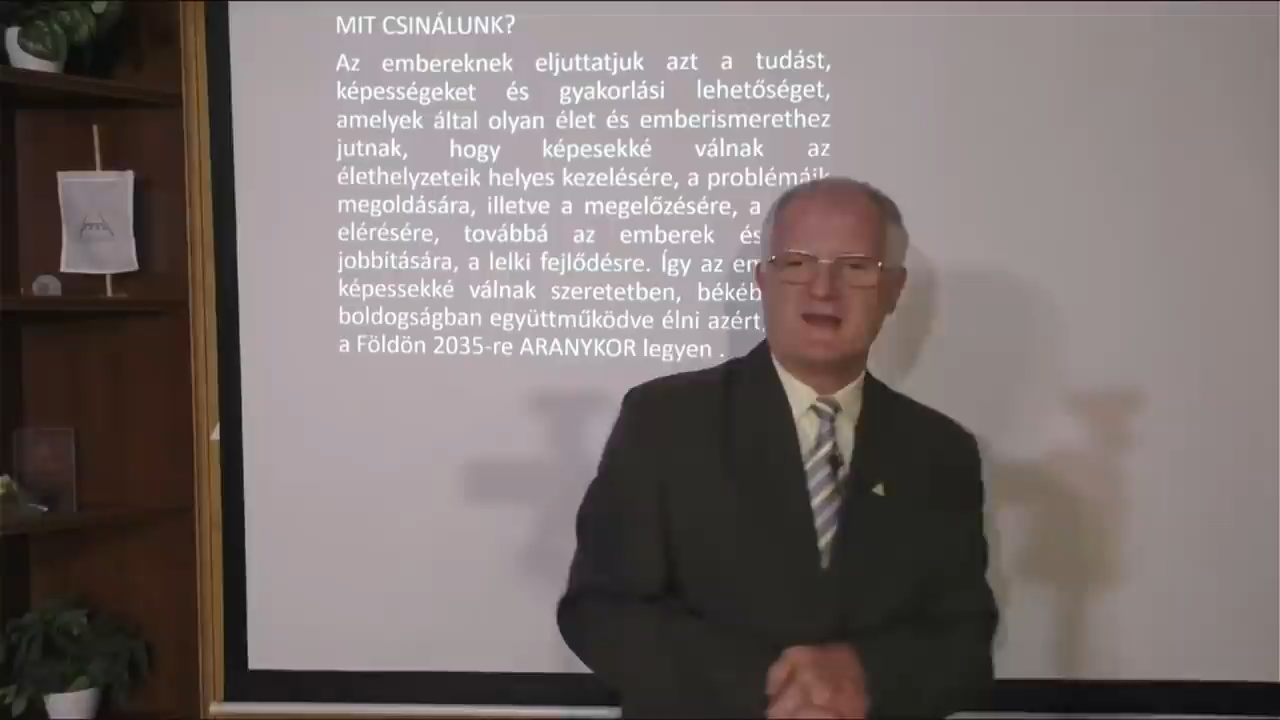 MIT CSINÁLUNK?
Az embereknek eljuttatjuk azt a tudást,
képességeket és gyakorlási lehetőséget,
amelyek által olyan élet és emberismerethez
jutnak, hogy képesekké válnak az
élethelyzeteik helyes kezelésére, a problémáik
megoldására, illetve a megelőzésére, a
elérésére, továbbá az emberek és
jobbítására, a lelki fejlődésre. Így az
képessekké válnak szeretetben,
boldogságban együttműködve élni azért,
a Földön 2035-re ARANYKOR legyen .